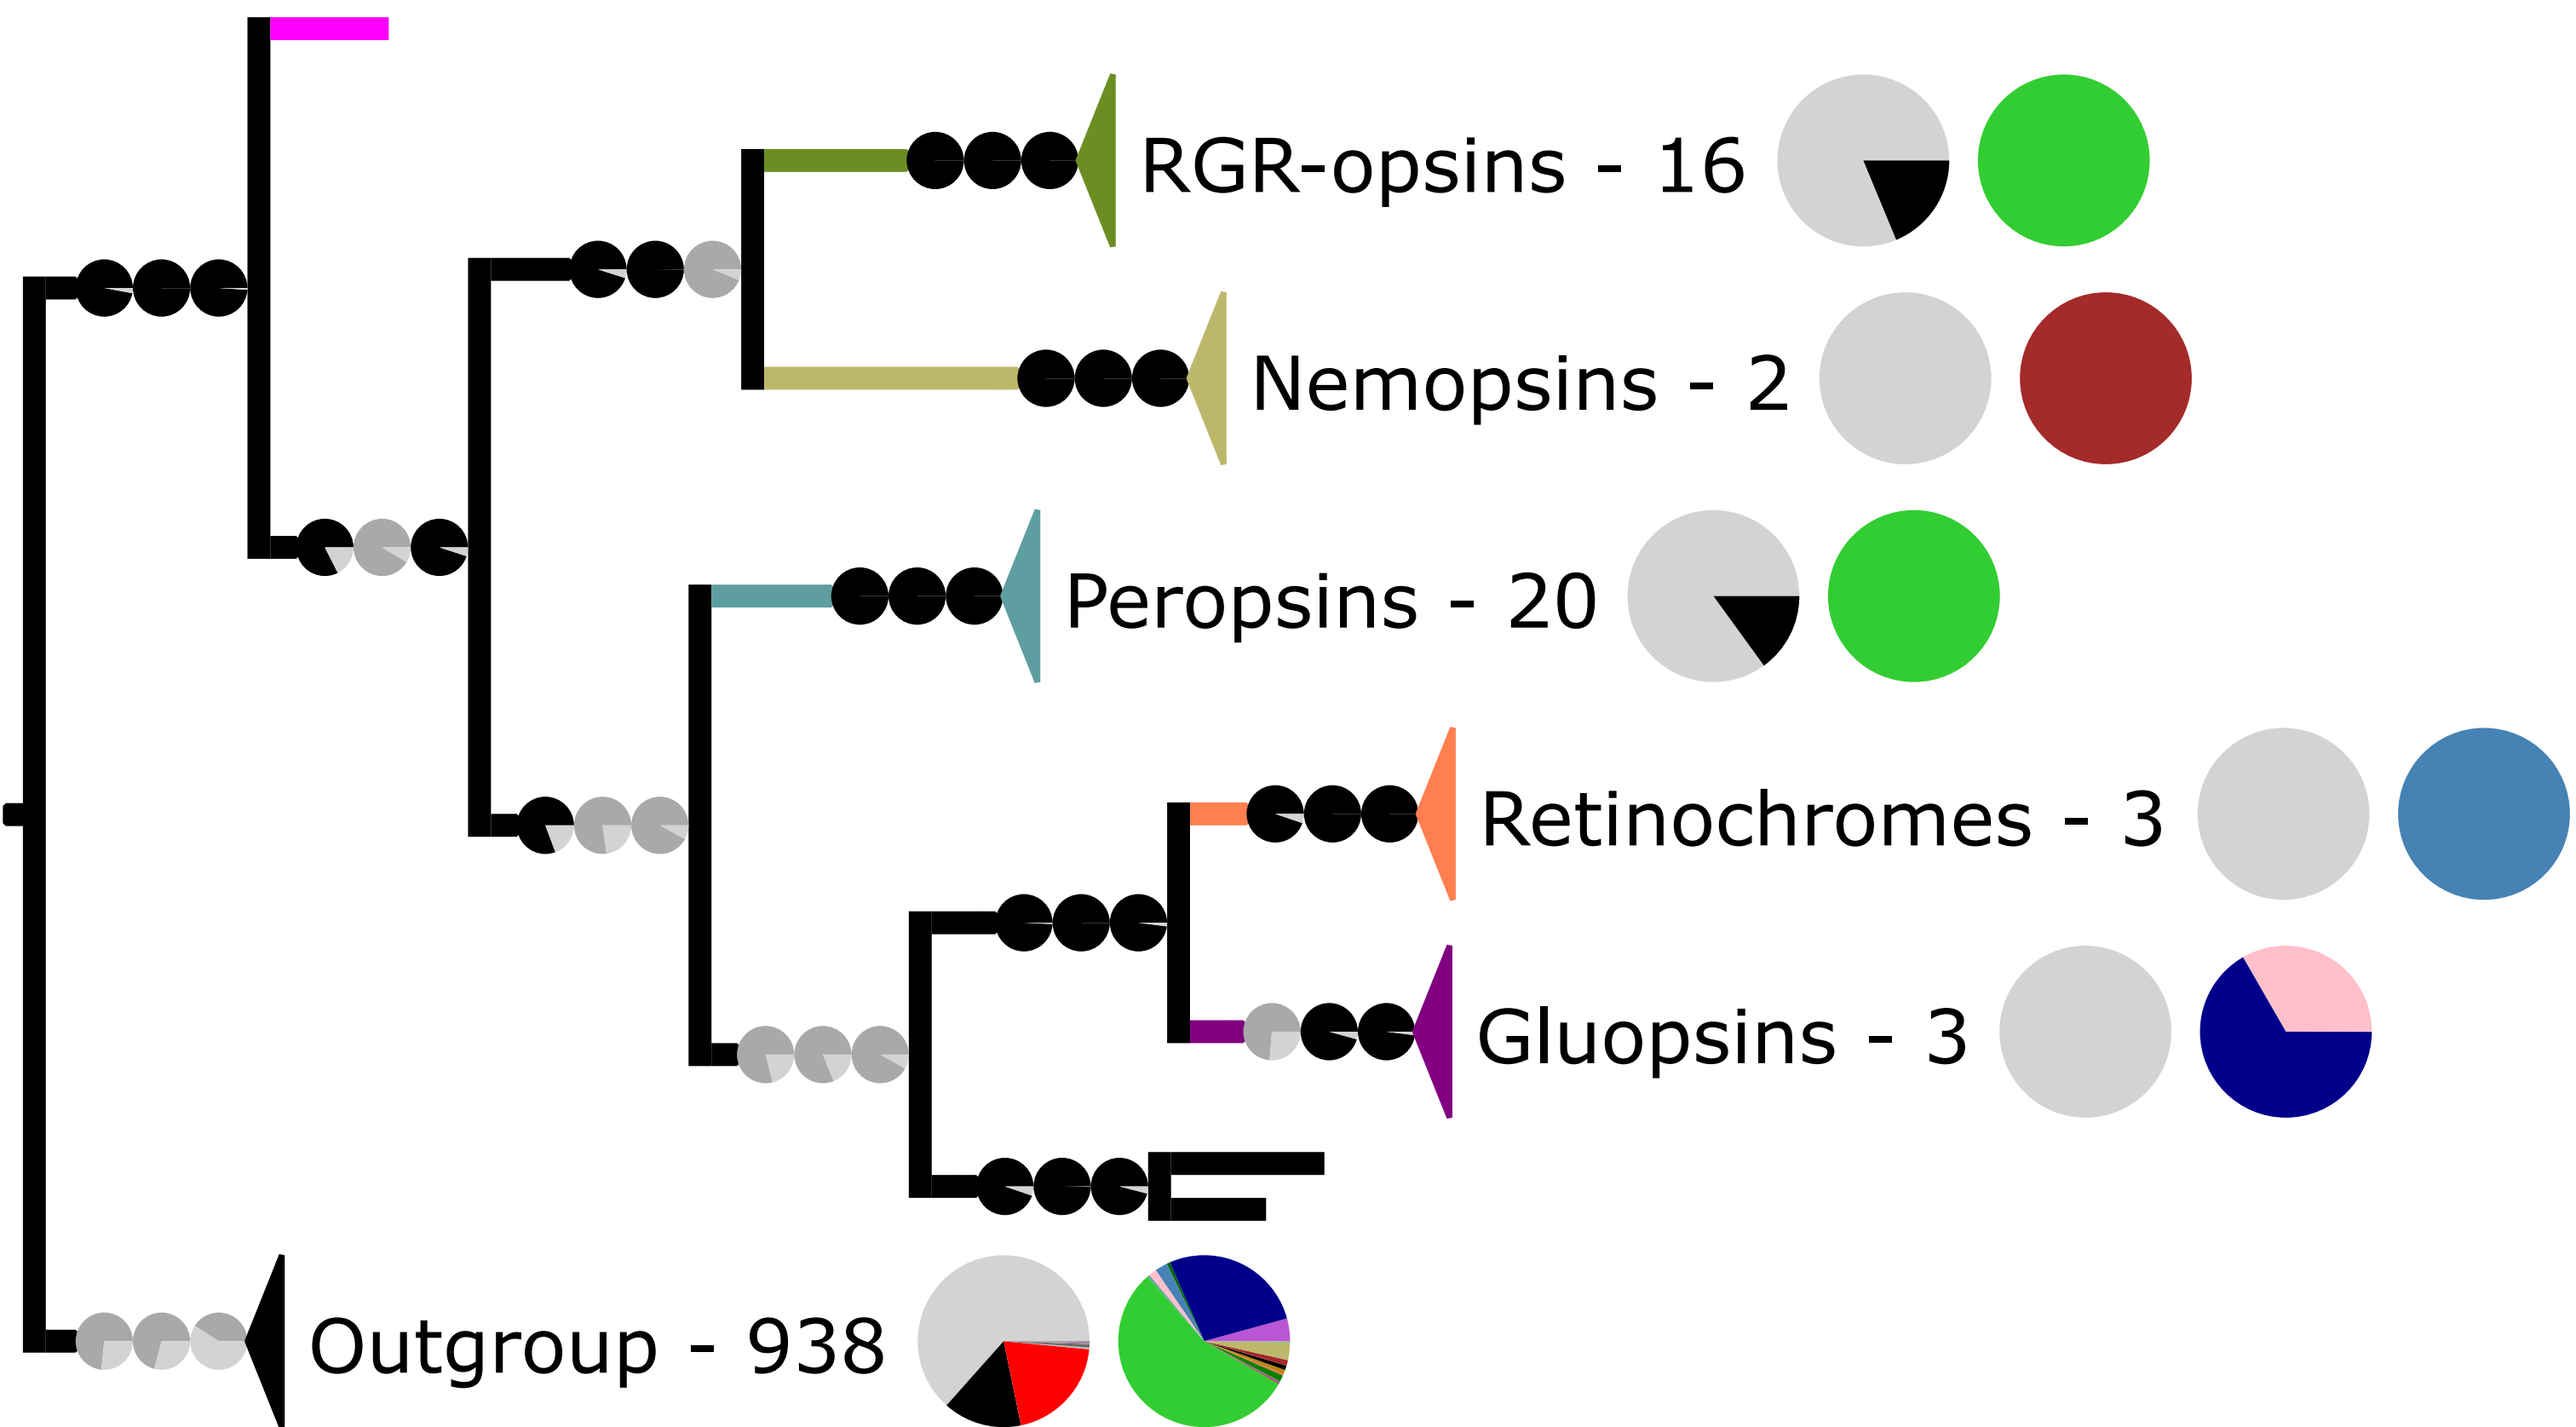 RGR-opsins - 16
Nemopsins - 2
Peropsins - 20
Retinochromes - 3
Gluopsins - 3
Outgroup - 938